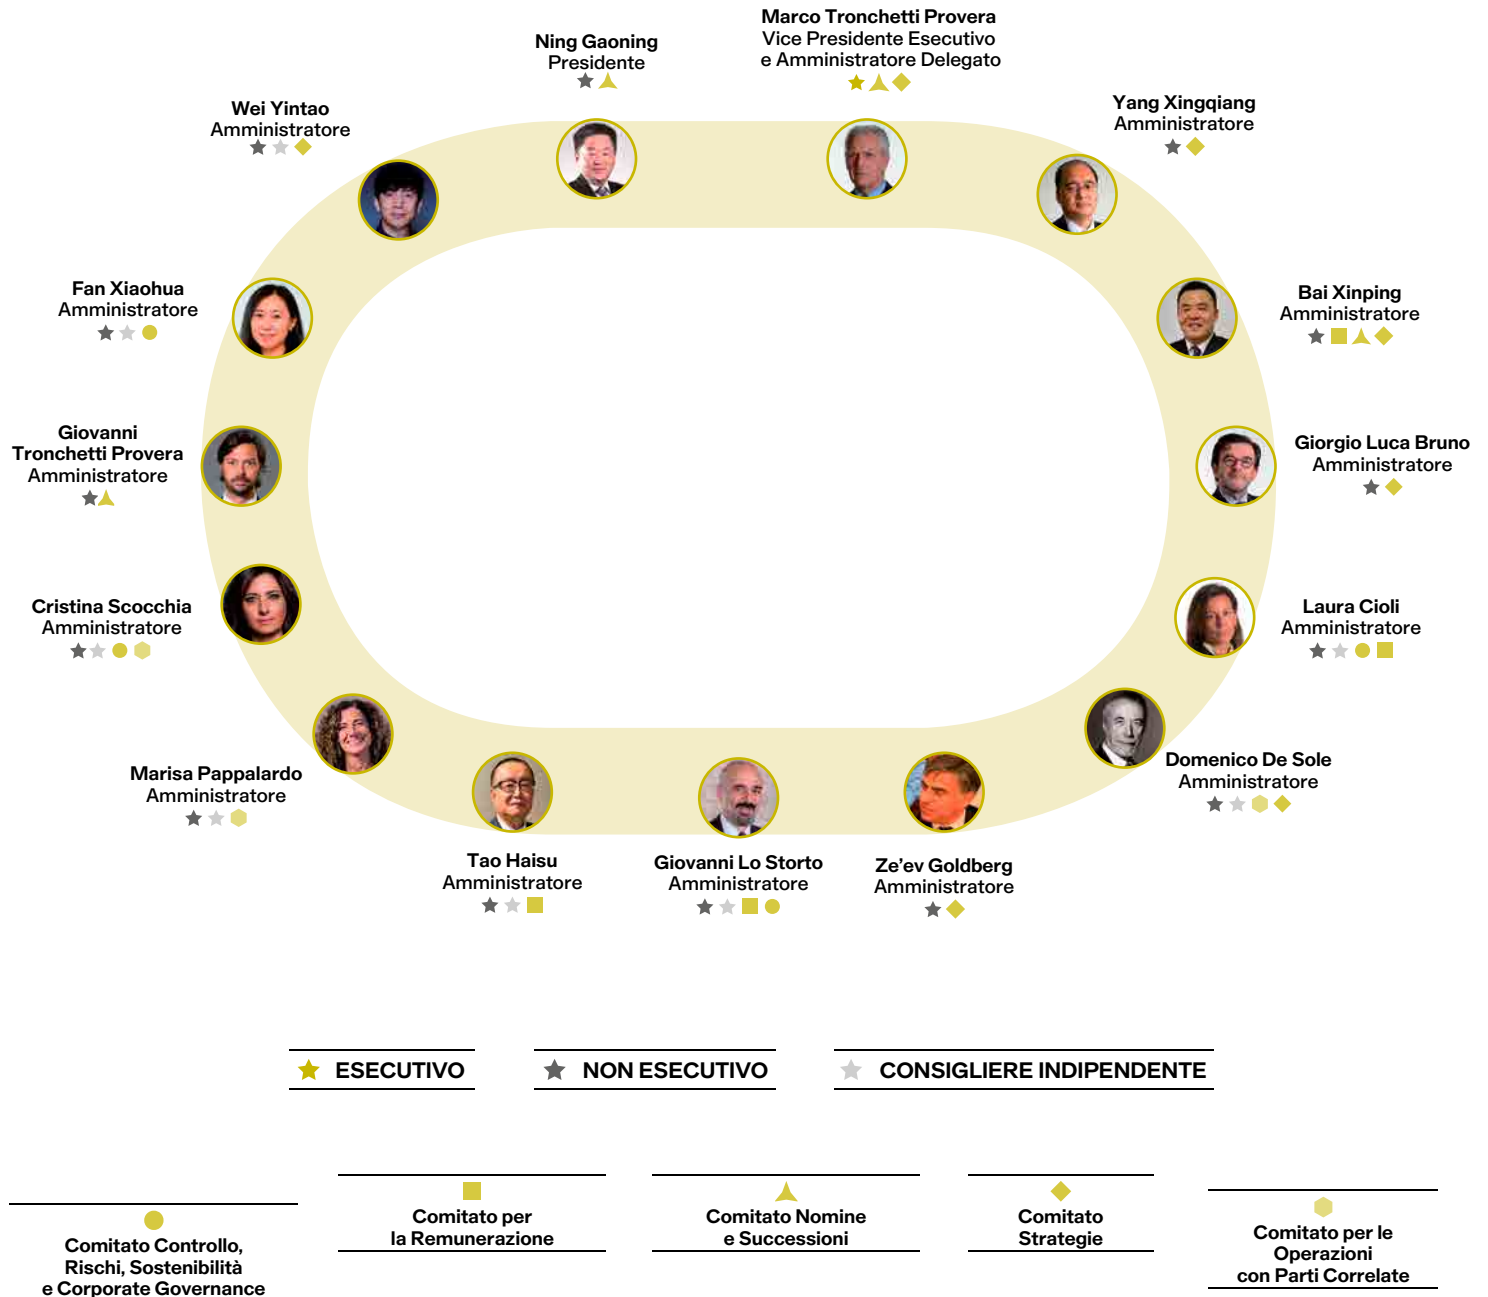 Marco Tronchetti Provera
Vice Presidente Esecutivo
e Amministratore Delegato
Ning Gaoning
Presidente
Wei Yintao
Amministratore
Yang Xingqiang
Amministratore
Fan Xiaohua
Amministratore
Bai Xinping
Amministratore
Giovanni
Tronchetti Provera
Amministratore
Giorgio Luca Bruno
Amministratore
Cristina Scocchia
Amministratore
Laura Cioli
Amministratore
Marisa Pappalardo
Amministratore
Domenico De Sole
Amministratore
Tao Haisu
Amministratore
Giovanni Lo Storto
Amministratore
Ze'ev Goldberg
Amministratore
ESECUTIVO
NON ESECUTIVO
CONSIGLIERE INDIPENDENTE
Comitato Controllo,
Rischi, Sostenibilità
e Corporate Governance
Comitato per
la Remunerazione
Comitato Nomine
e Successioni
Comitato
Strategie
Comitato per le
Operazioni
con Parti Correlate